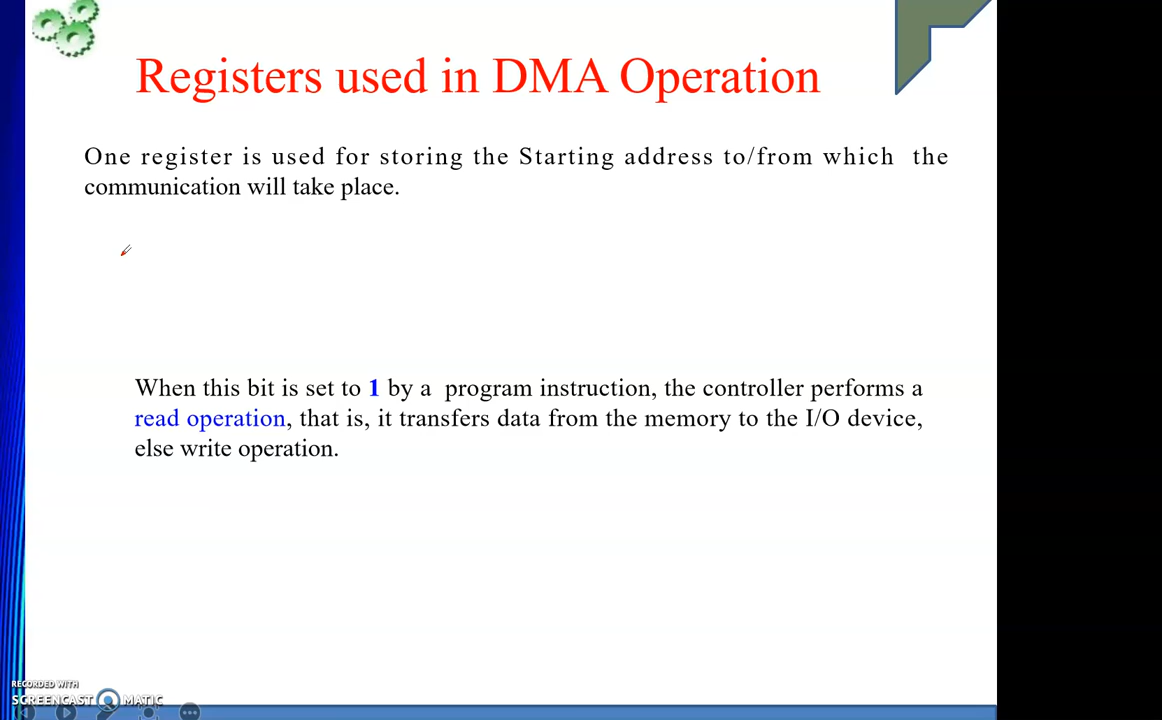 Registers used in DMA Operation
One register is used for storing the Starting address to/from which the
communication will take place.
When this bit is set to 1 by a program instruction, the controller performs a
read operation, that is, it transfers data from the memory to the I/O device,
else write operation.
RECORDED WITH
SCREENCAST MATIC